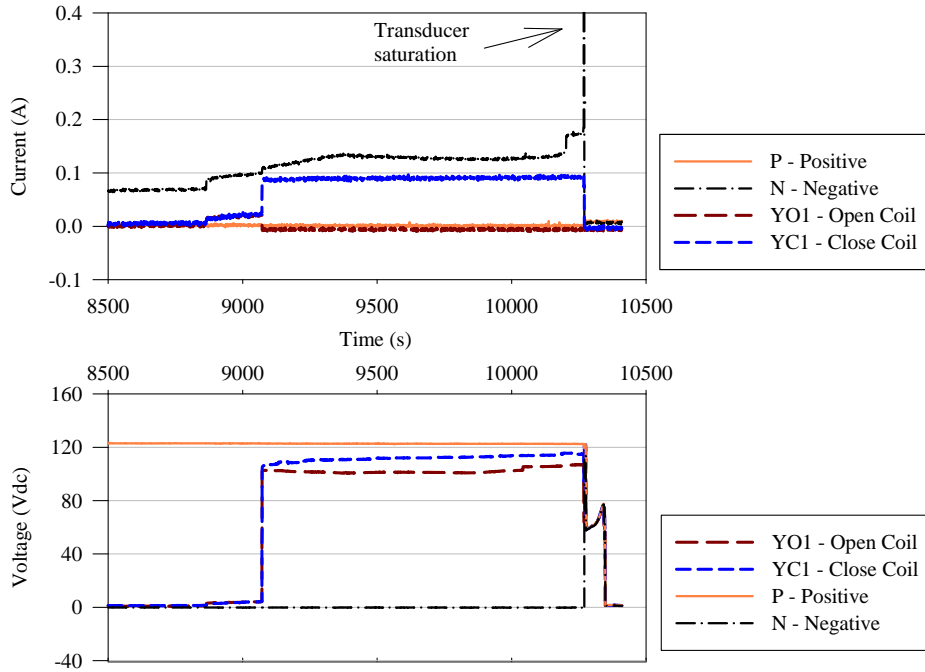 0.4
0.3
0.2
0.1
0.0
-0.1
Current (A)
Transducer
saturation
8500 9000 9500 10000 10500
Time (s)
P - Positive
N - Negative
YO1 - Open Coil
YC1 - Close Coil
8500 9000 9500 10000 10500
160
120
80
40
0
-40
Voltage (Vdc)
YO1 - Open Coil
YC1 - Close Coil
P - Positive
N - Negative